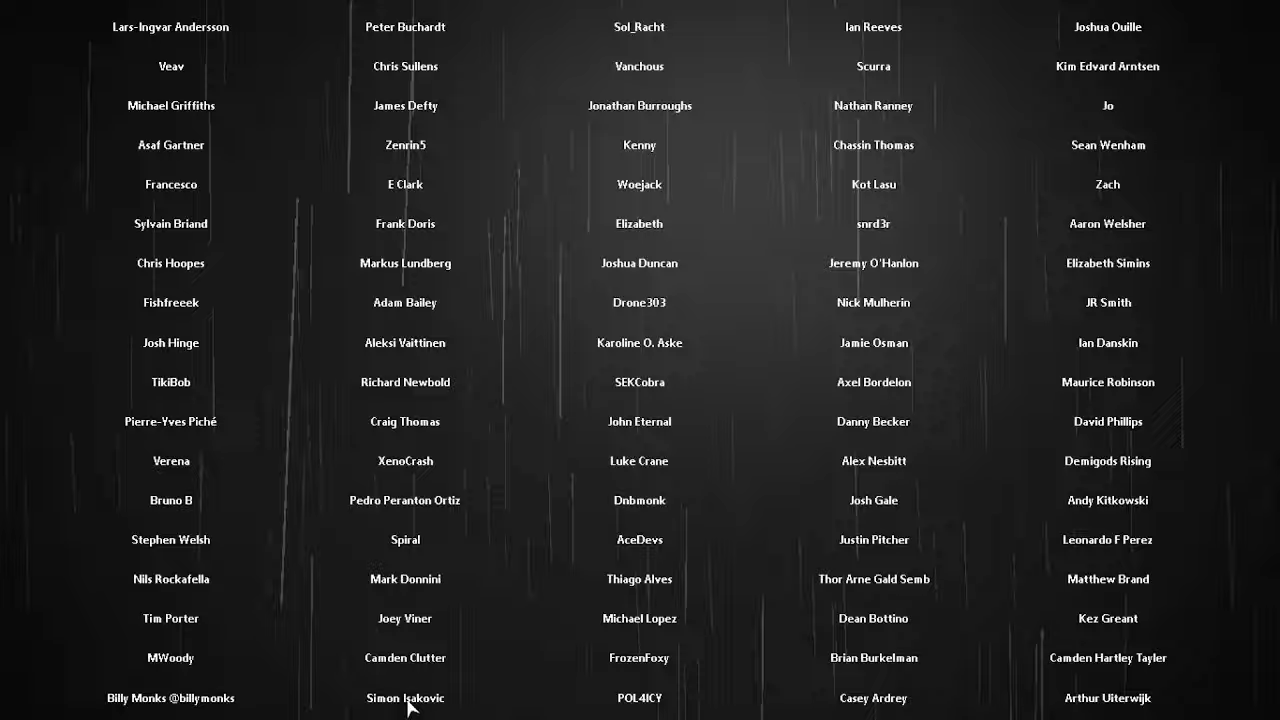 Lars-Ingvar Andersson Peter Buchardt Sol_Racht Ian Reeves Joshua Ouille
Veav Chris Sullens Vanchous Scurra Kim Edvard Arntsen
Michael Griffiths James Defty Jonathan Burroughs Nathan Ranney Jo
Asaf Gartner Zenrin5 Kenny Chassin Thomas Sean Wenham
Francesco E Clark Woejack Kot Lasu Zach
Sylvain Briand Frank Doris Elizabeth snrd3r Aaron Welsher
Chris Hoopes Markus Lundberg Joshua Duncan Jeremy O'Hanlon Elizabeth Simins
Fishfreeek Adam Bailey Drone303 Nick Mulherin JR Smith
Josh Hinge Aleksi Vaittinen Karoline O. Aske Jamie Osman Ian Danskin
TikiBob Richard Newbold SEKCobra Axel Bordelon Maurice Robinson
Pierre-Yves Piché Craig Thomas John Eternal Danny Becker David Phillips
Verena XenoCrash Luke Crane Alex Nesbitt Demigods Rising
Bruno B Pedro Peranton Ortiz Dnbmonk Josh Gale Andy Kitkowski
Stephen Welsh Spiral AceDevs Justin Pitcher Leonardo F Perez
Nils Rockafella Mark Donnini Thiago Alves Thor Arne Gald Semb Matthew Brand
Tim Porter Joey Viner Michael Lopez Dean Bottino Kez Greant
MWoody Camden Clutter FrozenFoxy Brian Burkelman Camden Hartley Tayler
Billy Monks @billymonks Simon Isakovic POL4ICY Casey Ardrey Arthur Uiterwijk